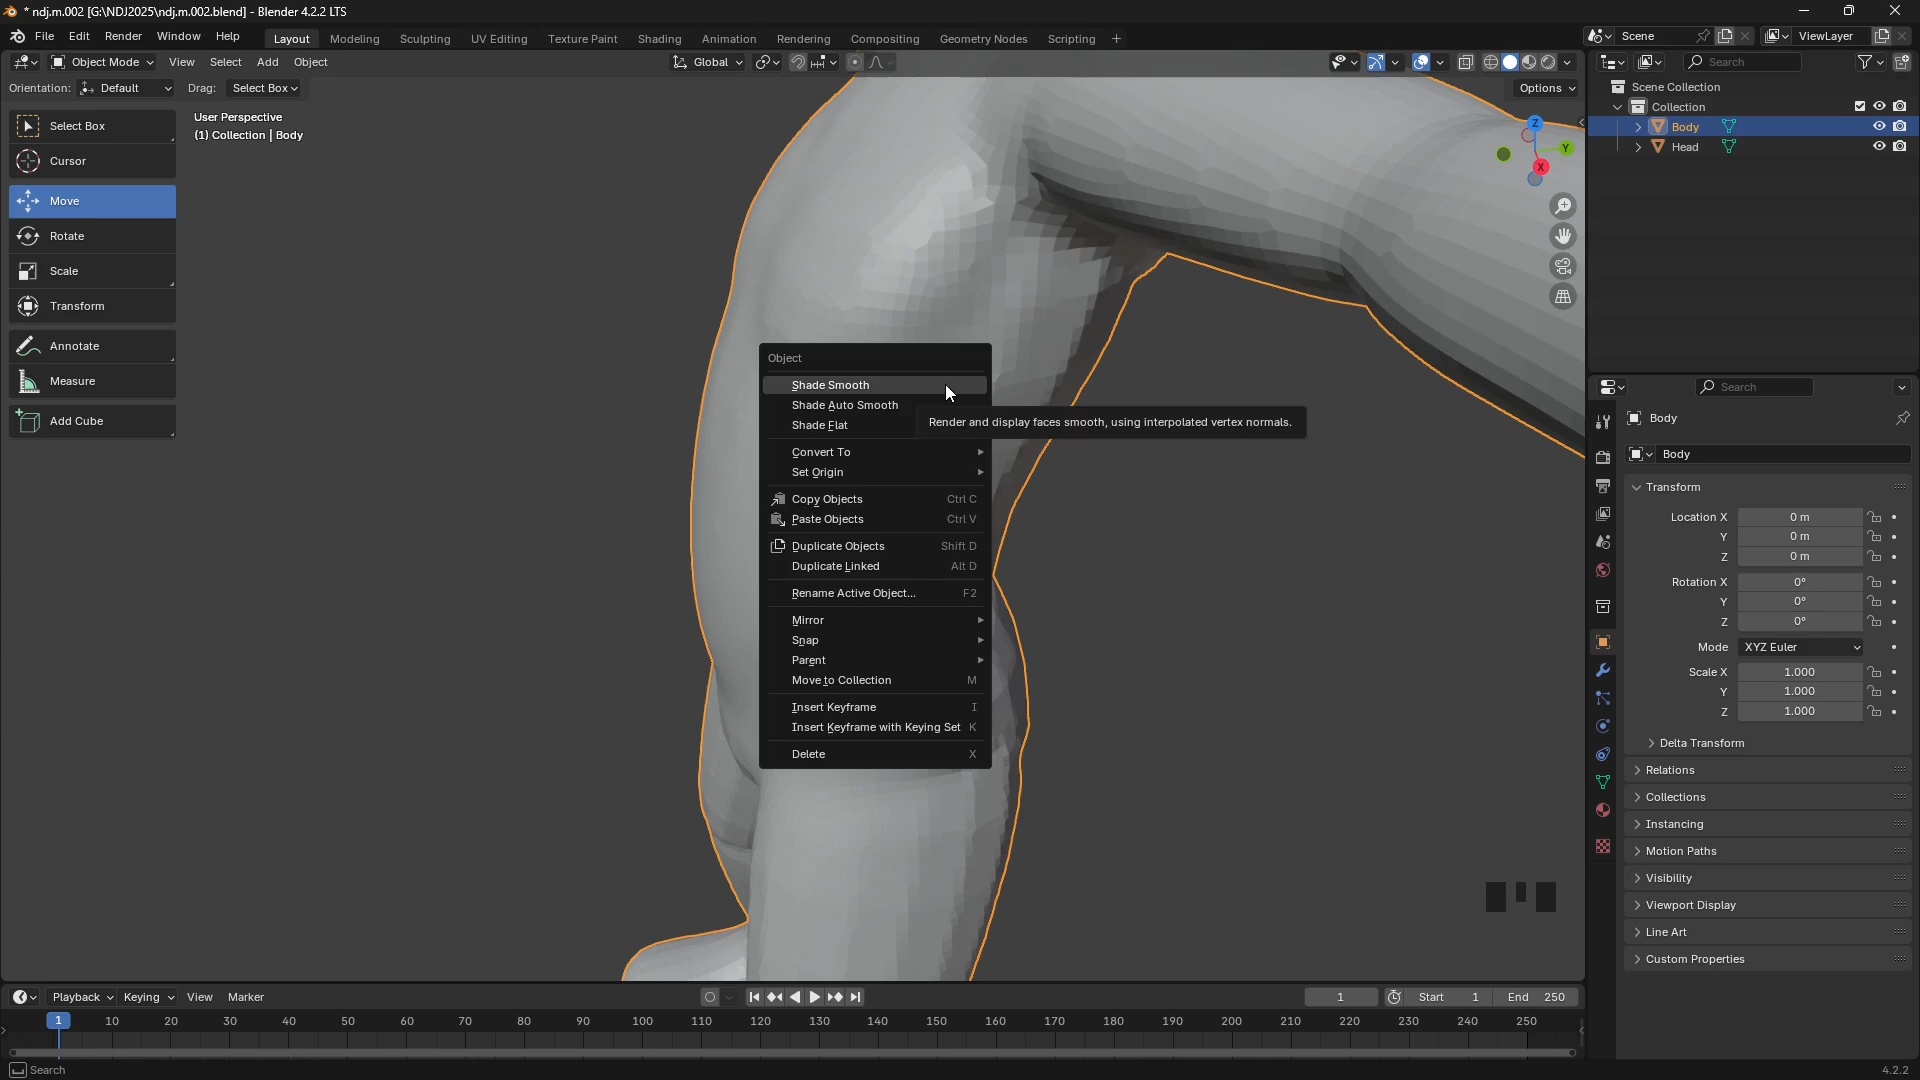 * ndj.m.002 [G:\NDJ2025\ndj.m.002.blend] - Blender 4.2.2 LTS
File Edit Render Window Help
Layout Modeling Sculpting UV Editing Texture Paint Shading Animation Rendering Compositing Geometry Nodes Scripting +
Scene
ViewLayer
Object Mode View Select Add Object
Global
Search
Orientation: Default Drag: Select Box
Options
Scene Collection
Collection
Body
Head
User Perspective
(1) Collection | Body
Z
Y
X
Select Box
Cursor
Move
Rotate
Scale
Transform
Annotate
Measure
Add Cube
Object
Shade Smooth
Shade Auto Smooth
Shade Flat
Render and display faces smooth, using interpolated vertex normals.
Convert To
Set Origin
Copy Objects Ctrl C
Paste Objects Ctrl V
Duplicate Objects Shift D
Duplicate Linked Alt D
Rename Active Object... F2
Mirror
Snap
Parent
Move to Collection M
Insert Keyframe I
Insert Keyframe with Keying Set K
Delete X
Search
Body
Body
Transform
Location X 0 m
Y 0 m
Z 0 m
Rotation X 0°
Y 0°
Z 0°
Mode XYZ Euler
Scale X 1.000
Y 1.000
Z 1.000
Delta Transform
Relations
Collections
Instancing
Motion Paths
Visibility
Viewport Display
Line Art
Custom Properties
Playback Keying View Marker
1 Start 1 End 250
1 10 20 30 40 50 60 70 80 90 100 110 120 130 140 150 160 170 180 190 200 210 220 230 240 250
Search
4.2.2